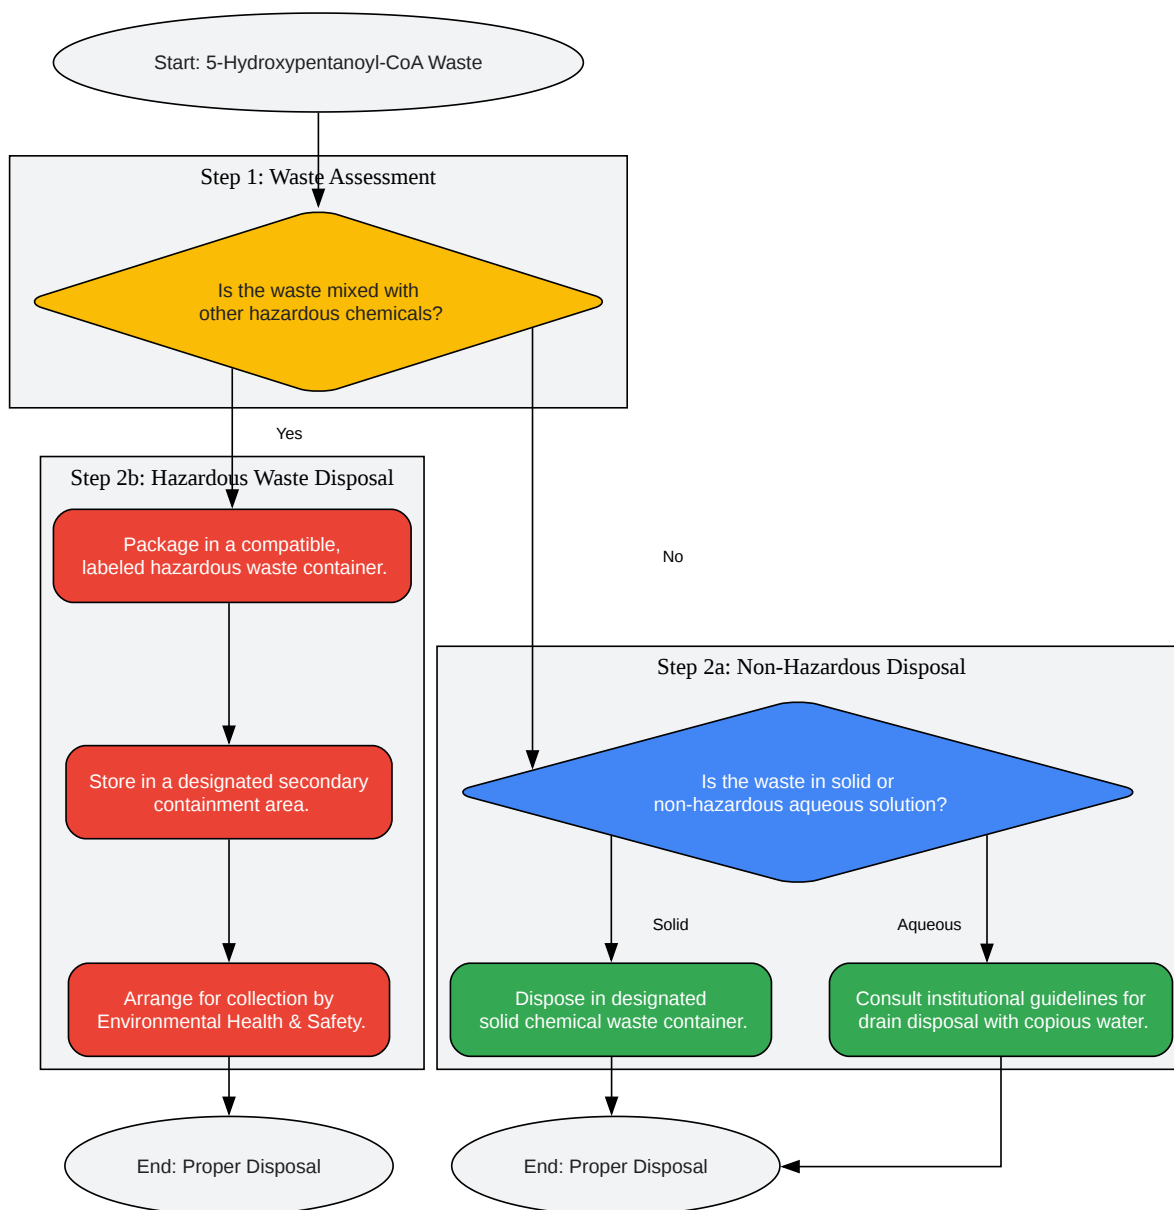 Start: 5-Hydroxypentanoyl-CoA Waste
Step 1: Waste Assessment
Is the waste mixed with
other hazardous chemicals?
Yes
No
Step 2b: Hazardous Waste Disposal
Package in a compatible,
labeled hazardous waste container.
Store in a designated secondary
containment area.
Arrange for collection by
Environmental Health & Safety.
End: Proper Disposal
Step 2a: Non-Hazardous Disposal
Is the waste in solid or
non-hazardous aqueous solution?
Solid
Aqueous
Dispose in designated
solid chemical waste container.
Consult institutional guidelines for
drain disposal with copious water.
End: Proper Disposal